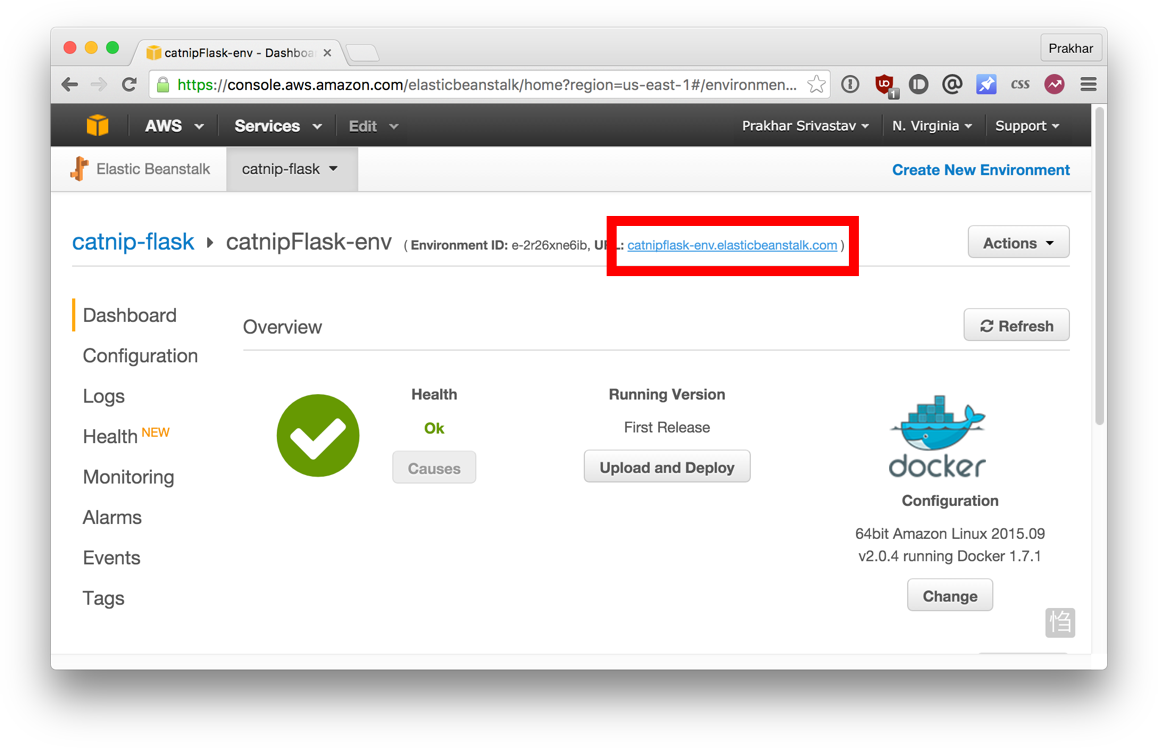 catnipFlask-env - Dashboa
Prakhar
https://console.aws.amazon.com/elasticbeanstalk/home?region=us-east-1#/environmen...
1
CSS
AWS Services Edit Prakhar Srivastav N. Virginia Support
Elastic Beanstalk catnip-flask Create New Environment
catnip-flask catnipFlask-env ( Environment ID: e-2r26xne6ib, URL: catnipflask-env.elasticbeanstalk.com ) Actions
Dashboard
Configuration
Logs
Health NEW
Monitoring
Alarms
Events
Tags
Overview Refresh
Health
Ok
Causes
Running Version
First Release
Upload and Deploy
docker
Configuration
64bit Amazon Linux 2015.09
v2.0.4 running Docker 1.7.1
Change